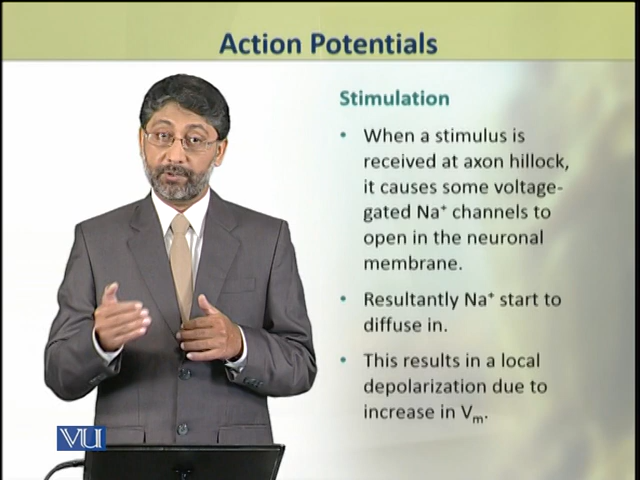 Action Potentials
Stimulation
• When a stimulus is
received at axon hillock,
it causes some voltage-
gated Na⁺ channels to
open in the neuronal
membrane.
• Resultantly Na⁺ start to
diffuse in.
• This results in a local
depolarization due to
increase in Vₘ.
VU